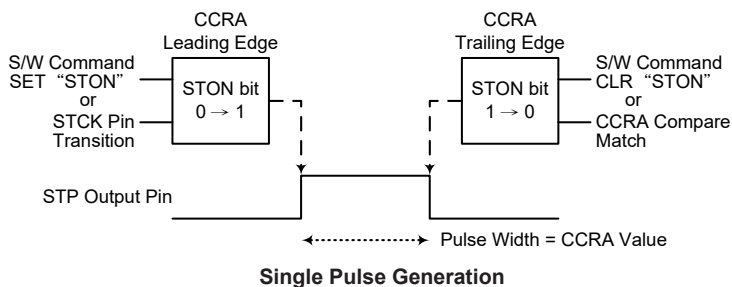 CCRA
Leading Edge
S/W Command
SET “STON”
or
STCK Pin
Transition
STON bit
0 → 1
CCRA
Trailing Edge
STON bit
1 → 0
S/W Command
CLR “STON”
or
CCRA Compare
Match
STP Output Pin
Pulse Width = CCRA Value
Single Pulse Generation